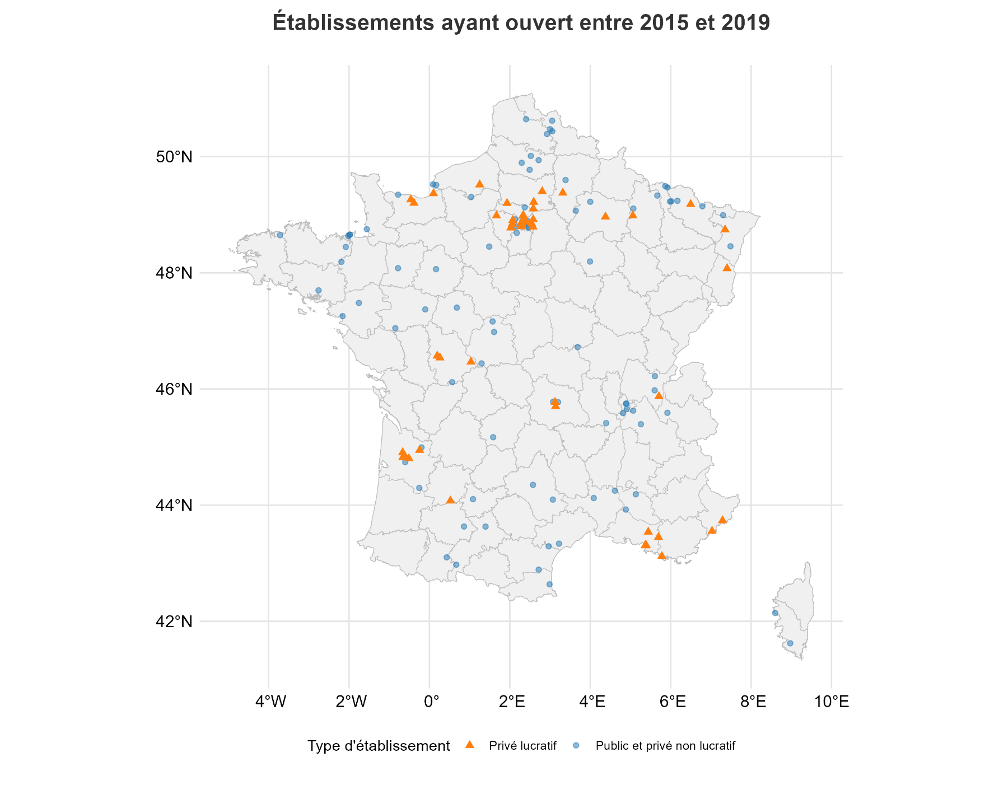 Établissements ayant ouvert entre 2015 et 2019
50°N
48°N
46°N
44°N
42°N
4°W 2°W 0° 2°E 4°E 6°E 8°E 10°E
Type d'établissement Privé lucratif Public et privé non lucratif